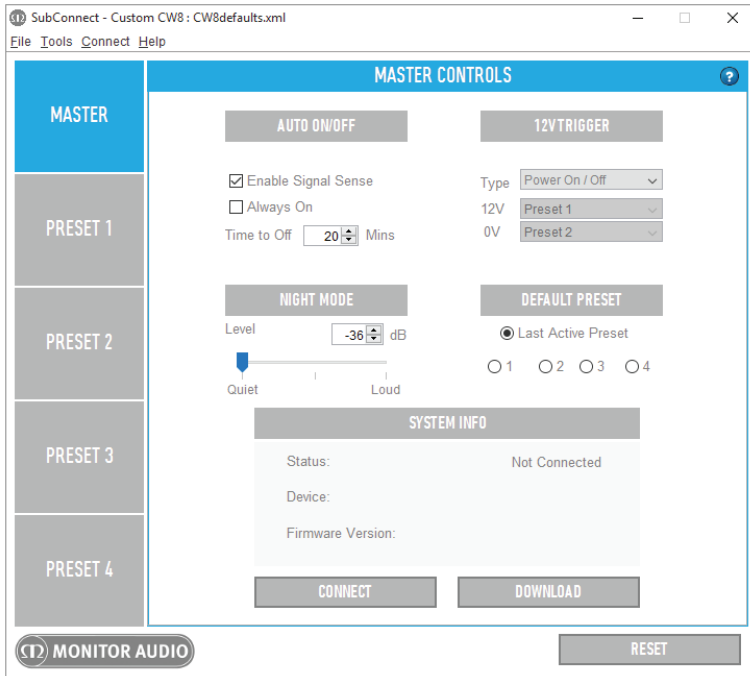 SubConnect - Custom CW8 : CW8defaults.xml
File Tools Connect Help
MASTER
PRESET 1
PRESET 2
PRESET 3
PRESET 4
MASTER CONTROLS
?
AUTO ON/OFF
Enable Signal Sense
Always On
Time to Off 20 Mins
12V TRIGGER
Type Power On / Off
12V Preset 1
0V Preset 2
NIGHT MODE
Level -36 dB
Quiet Loud
DEFAULT PRESET
Last Active Preset
1 2 3 4
SYSTEM INFO
Status: Not Connected
Device:
Firmware Version:
CONNECT DOWNLOAD
MONITOR AUDIO
RESET